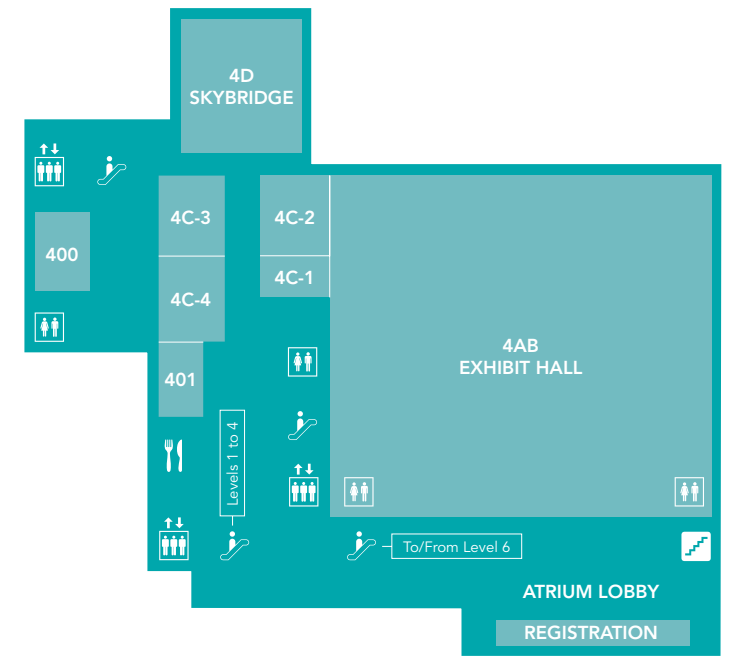 4D
SKYBRIDGE
4C-3
4C-2
400
4C-1
4C-4
4AB
EXHIBIT HALL
401
Levels 1 to 4
To/From Level 6
ATRIUM LOBBY
REGISTRATION